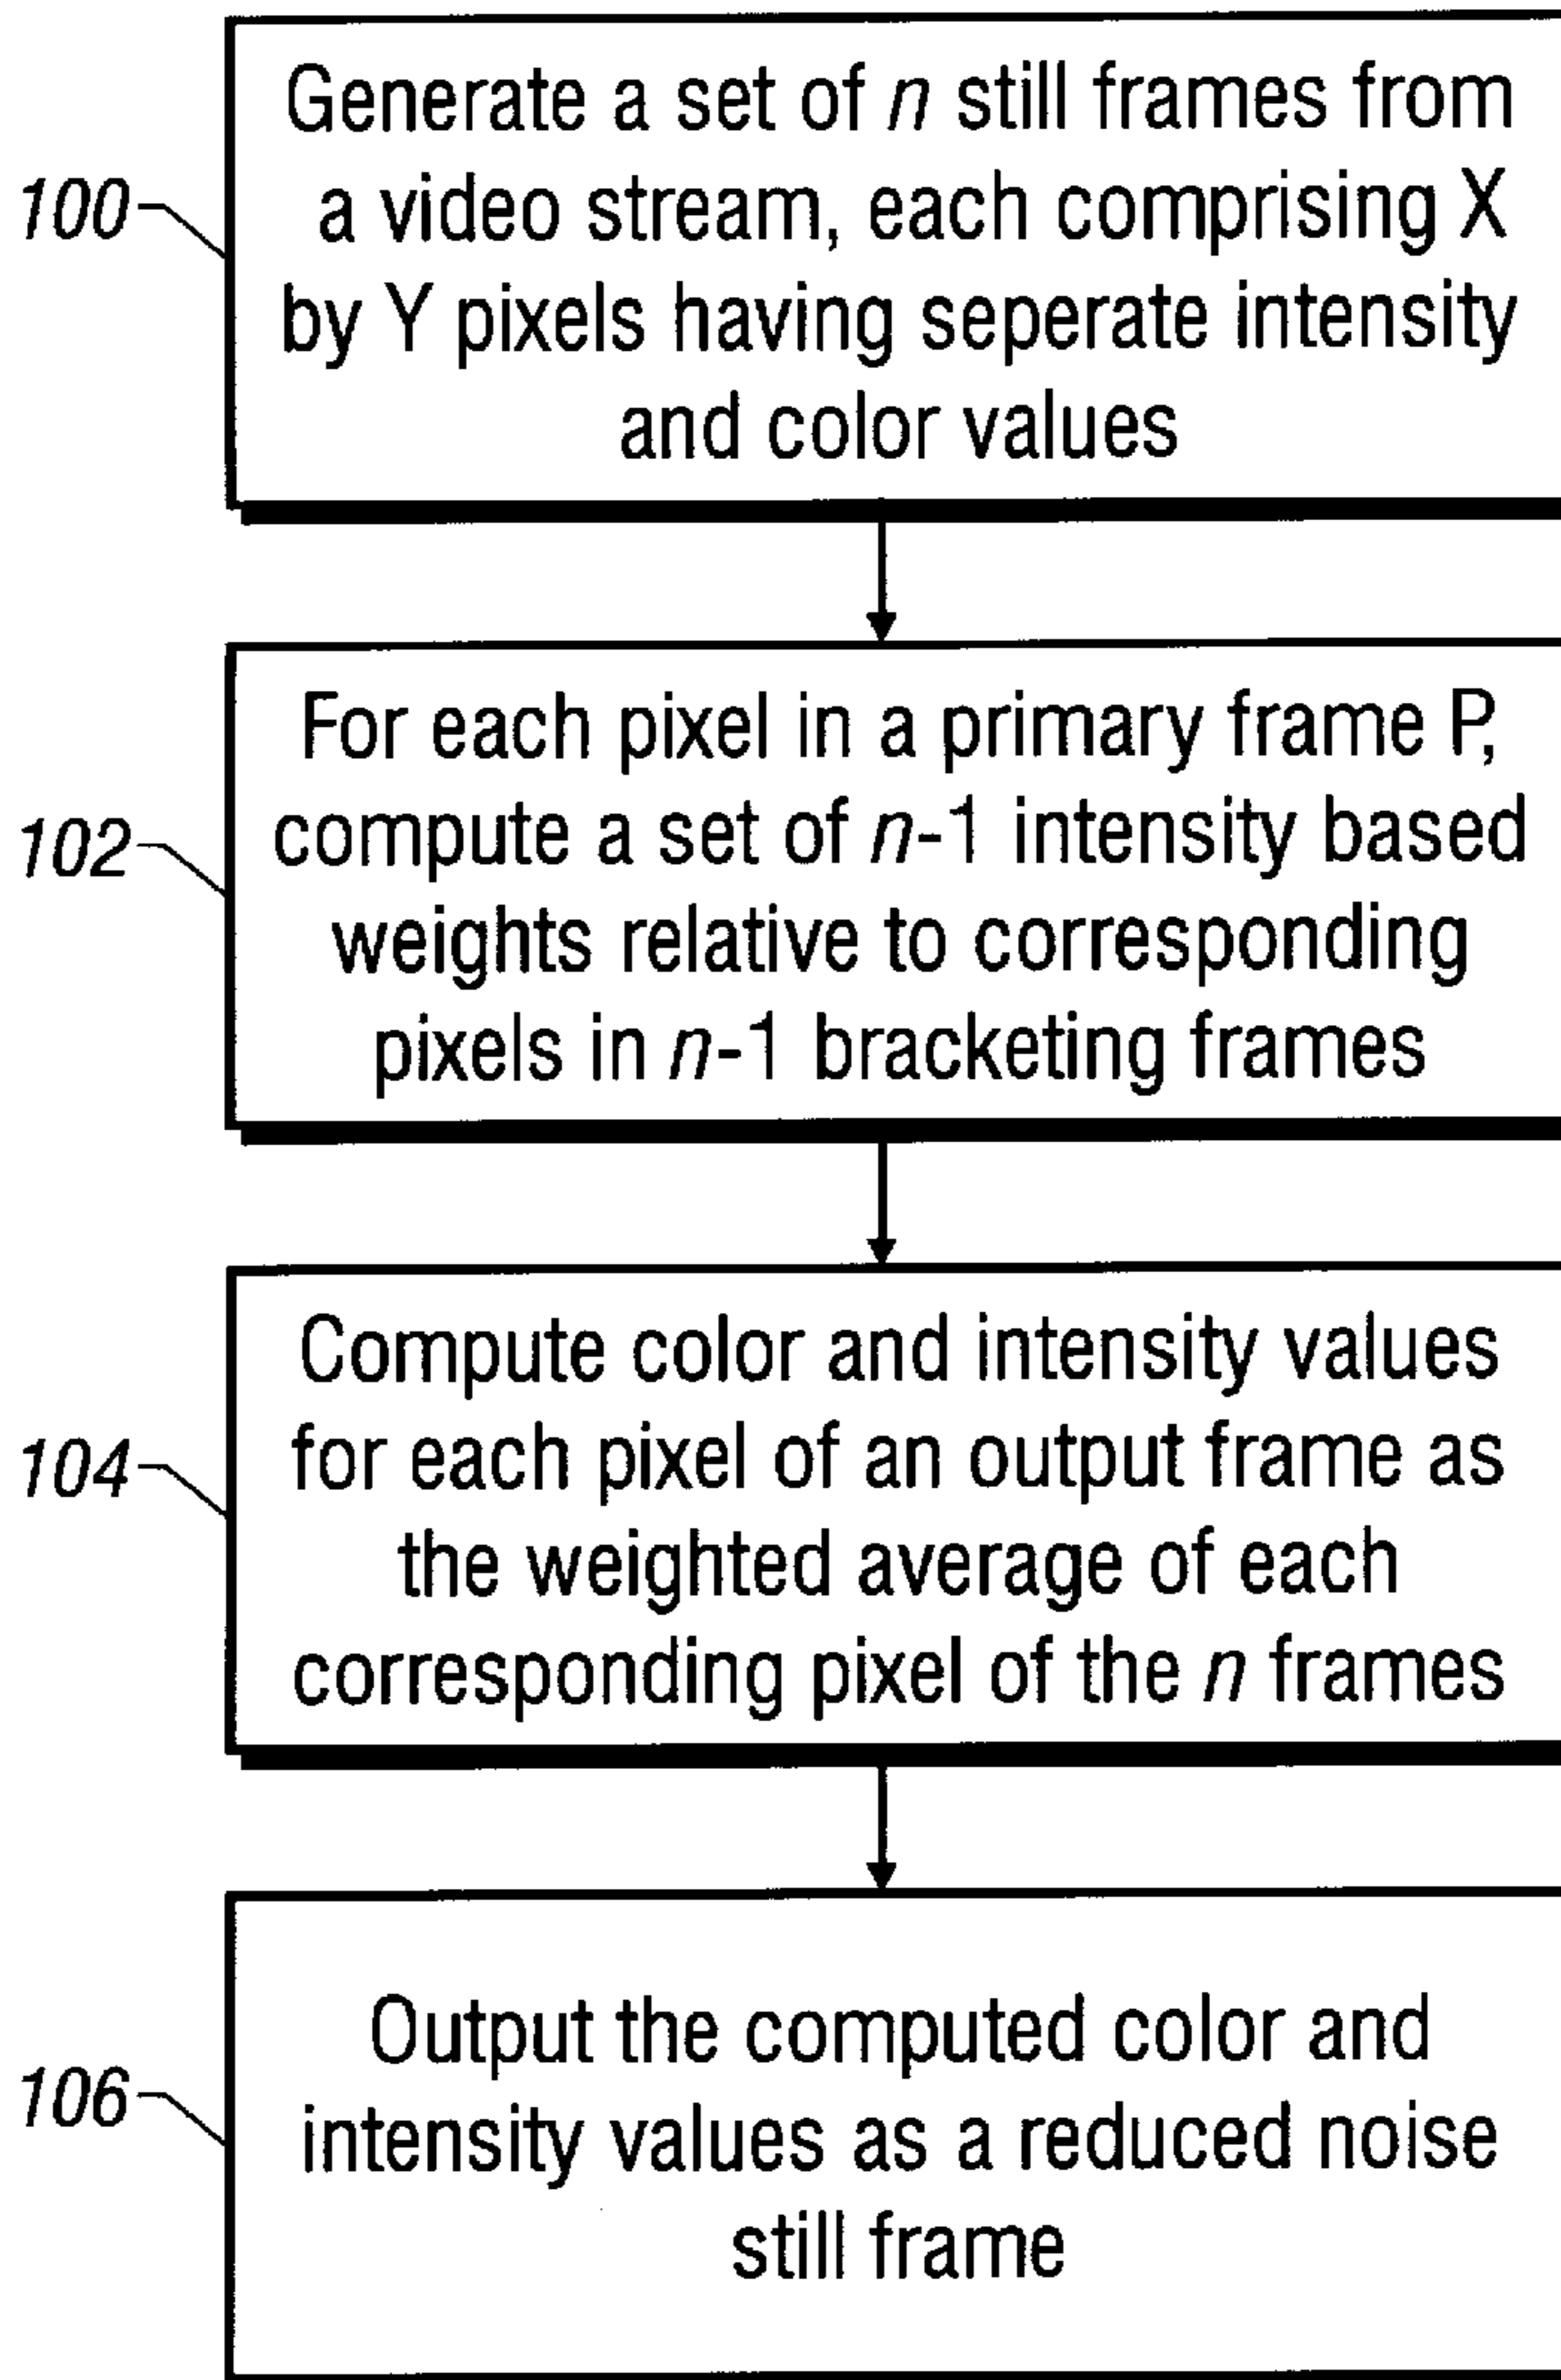 Generate a set of n still frames from
100 a video stream, each comprising X
by Y pixels having seperate intensity
and color values
For each pixel in a primary frame P,
102 compute a set of n-1 intensity based
weights relative to corresponding
pixels in n-1 bracketing frames
Compute color and intensity values
104 for each pixel of an output frame as
the weighted average of each
corresponding pixel of the n frames
Output the computed color and
106 intensity values as a reduced noise
still frame